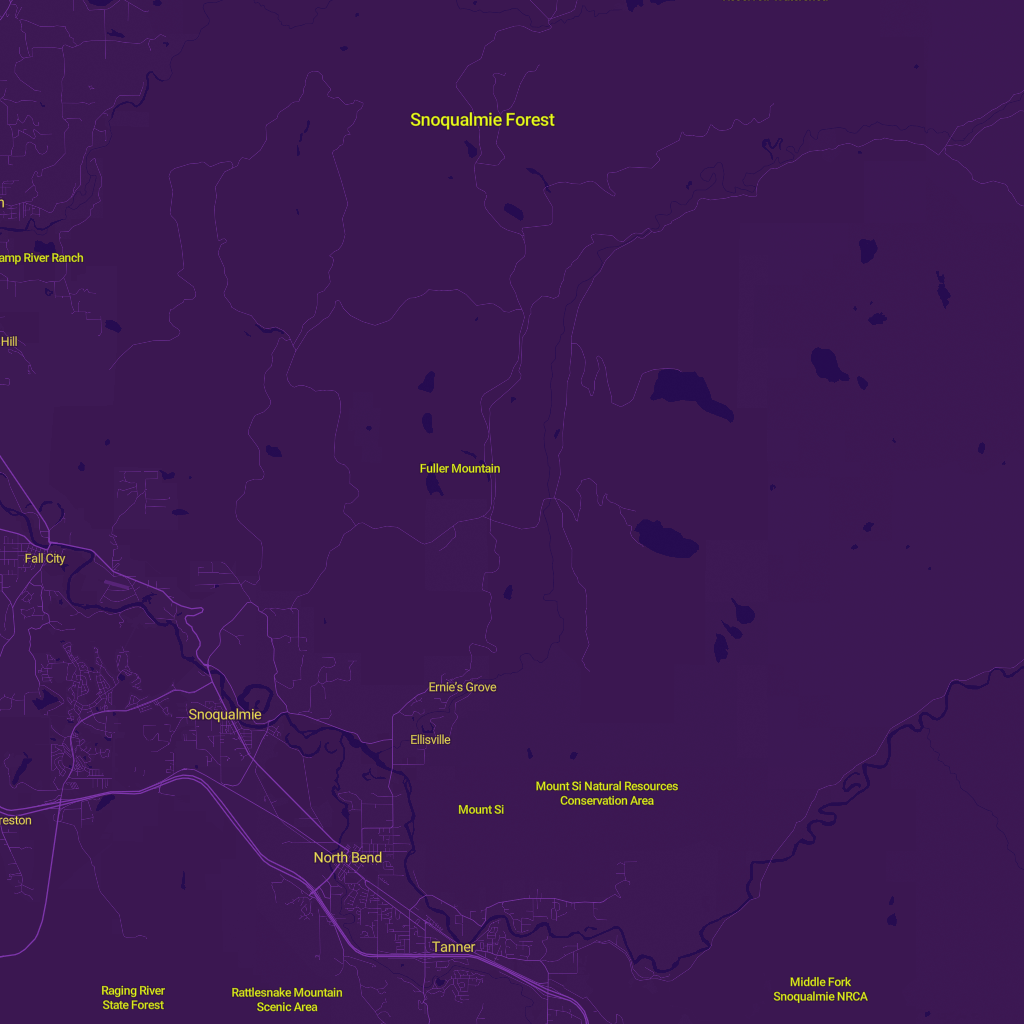 Snoqualmie Forest
amp River Ranch
Hill
Fuller Mountain
Fall City
Ernie's Grove
Snoqualmie
Ellisville
Mount Si Natural Resources
Conservation Area
Mount Si
reston
North Bend
Tanner
Middle Fork
Snoqualmie NRCA
Raging River
State Forest
Rattlesnake Mountain
Scenic Area